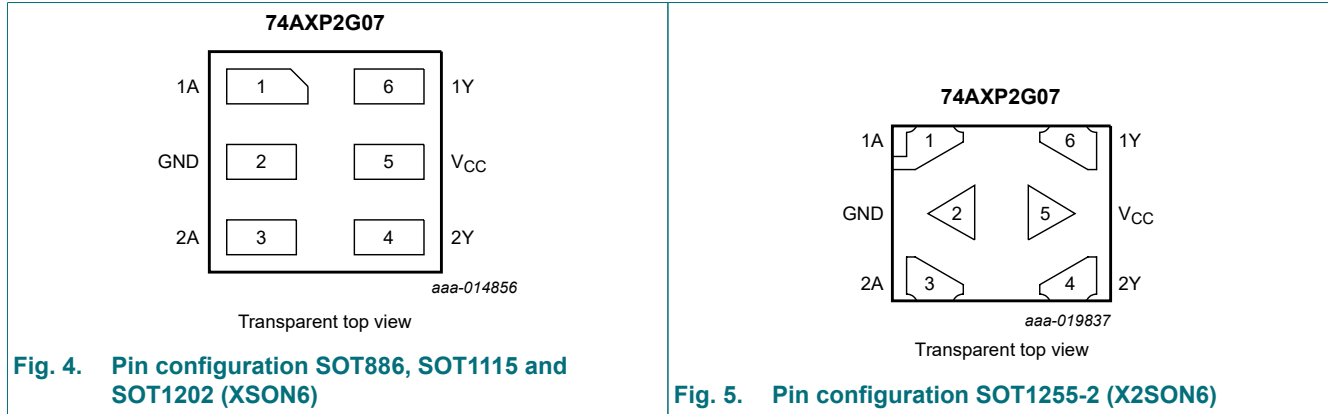 74AXP2G07
1A 1 6 1Y
GND 2 5 VCC
2A 3 4 2Y
aaa-014856
Transparent top view
Fig. 4. Pin configuration SOT886, SOT1115 and
SOT1202 (XSON6)
74AXP2G07
1A 1 6 1Y
GND 2 5 VCC
2A 3 4 2Y
aaa-019837
Transparent top view
Fig. 5. Pin configuration SOT1255-2 (X2SON6)